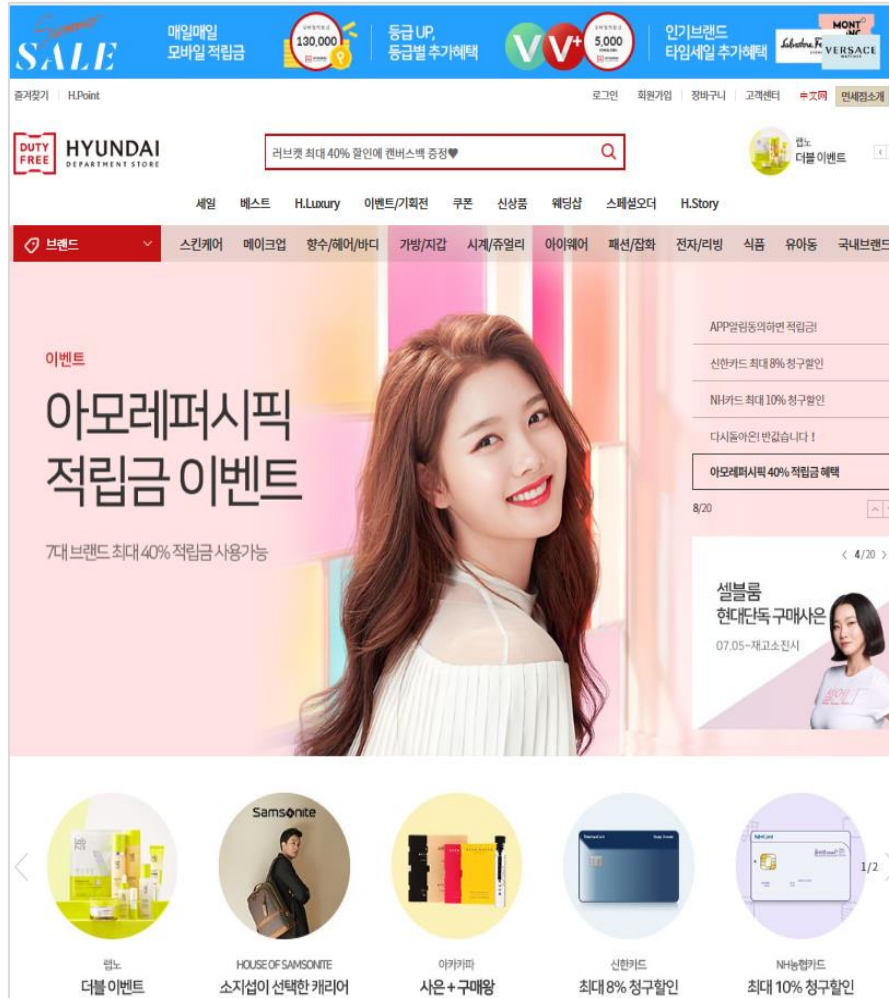 Summer
SALE
매일매일
모바일 적립금
130,000
등급 UP,
등급별 추가혜택
V V+
5,000
인기브랜드
타임세일 추가혜택
MONT
VERSACE
즐겨찾기 H.Point
로그인 회원가입 장바구니 고객센터 中文网 면세점소개
DUTY
FREE
HYUNDAI
DEPARTMENT STORE
러브캣 최대 40% 할인에 캔버스백 증정♥
랩노
더블 이벤트
세일 베스트 H.Luxury 이벤트/기획전 쿠폰 신상품 웨딩샵 스페셜오더 H.Story
브랜드 스킨케어 메이크업 향수/헤어/바디 가방/지갑 시계/쥬얼리 아이웨어 패션/잡화 전자/리빙 식품 유아동 국내브랜드
이벤트
아모레퍼시픽
적립금 이벤트
7대 브랜드 최대 40% 적립금 사용가능
APP알림동의하면 적립금!
신한카드 최대 8% 청구할인
NH카드 최대 10% 청구할인
다시돌아온! 반값습니다 !
아모레퍼시픽 40% 적립금 혜택
8/20
4/20
셀블룸
현대단독 구매사은
07.05~재고소진시
Samsonite
1/2
랩노
더블 이벤트
HOUSE OF SAMSONITE
소지섭이 선택한 캐리어
아카카파
사은 + 구매왕
신한카드
최대 8% 청구할인
NH농협카드
최대 10% 청구할인